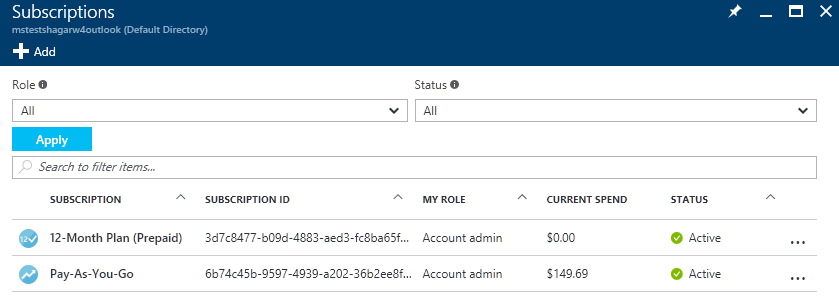 Subscriptions
mstestshagarw4outlook (Default Directory)
Add
Role
Status
All
All
Apply
Search to filter items...
SUBSCRIPTION SUBSCRIPTION ID MY ROLE CURRENT SPEND STATUS
12 12-Month Plan (Prepaid) 3d7c8477-b09d-4883-aed3-fc8ba65f... Account admin $0.00 Active ...
Pay-As-You-Go 6b74c45b-9597-4939-a202-36b2ee8f... Account admin $149.69 Active ...